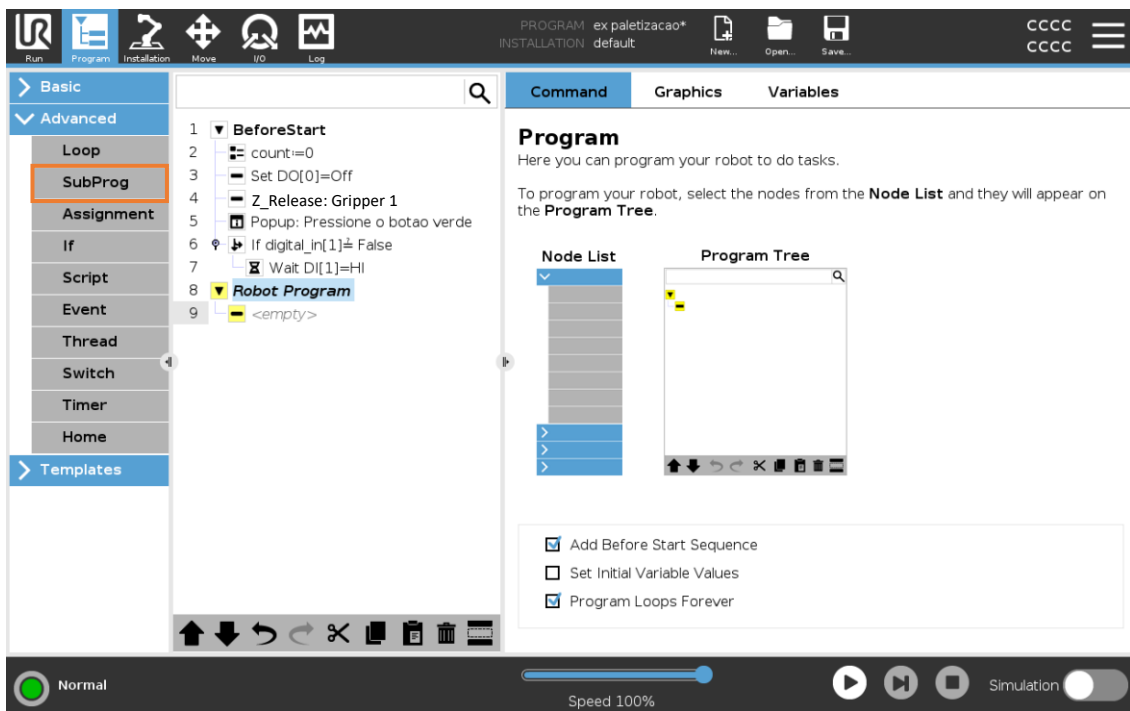 PROGRAM ex paletizacao*
INSTALLATION default
Run Program Installation Move I/O Log
New... Open... Save...
CCCC
CCCC
Basic
Advanced
Loop
SubProg
Assignment
If
Script
Event
Thread
Switch
Timer
Home
Templates
1 BeforeStart
2 count:=0
3 Set DO[0]=Off
4 Z_Release: Gripper 1
5 Popup: Pressione o botao verde
6 If digital_in[1]≟ False
7 Wait DI[1]=HI
8 Robot Program
9 <empty>
Command Graphics Variables
Program
Here you can program your robot to do tasks.
To program your robot, select the nodes from the Node List and they will appear on
the Program Tree.
Node List Program Tree
Add Before Start Sequence
Set Initial Variable Values
Program Loops Forever
Normal
Speed 100%
Simulation